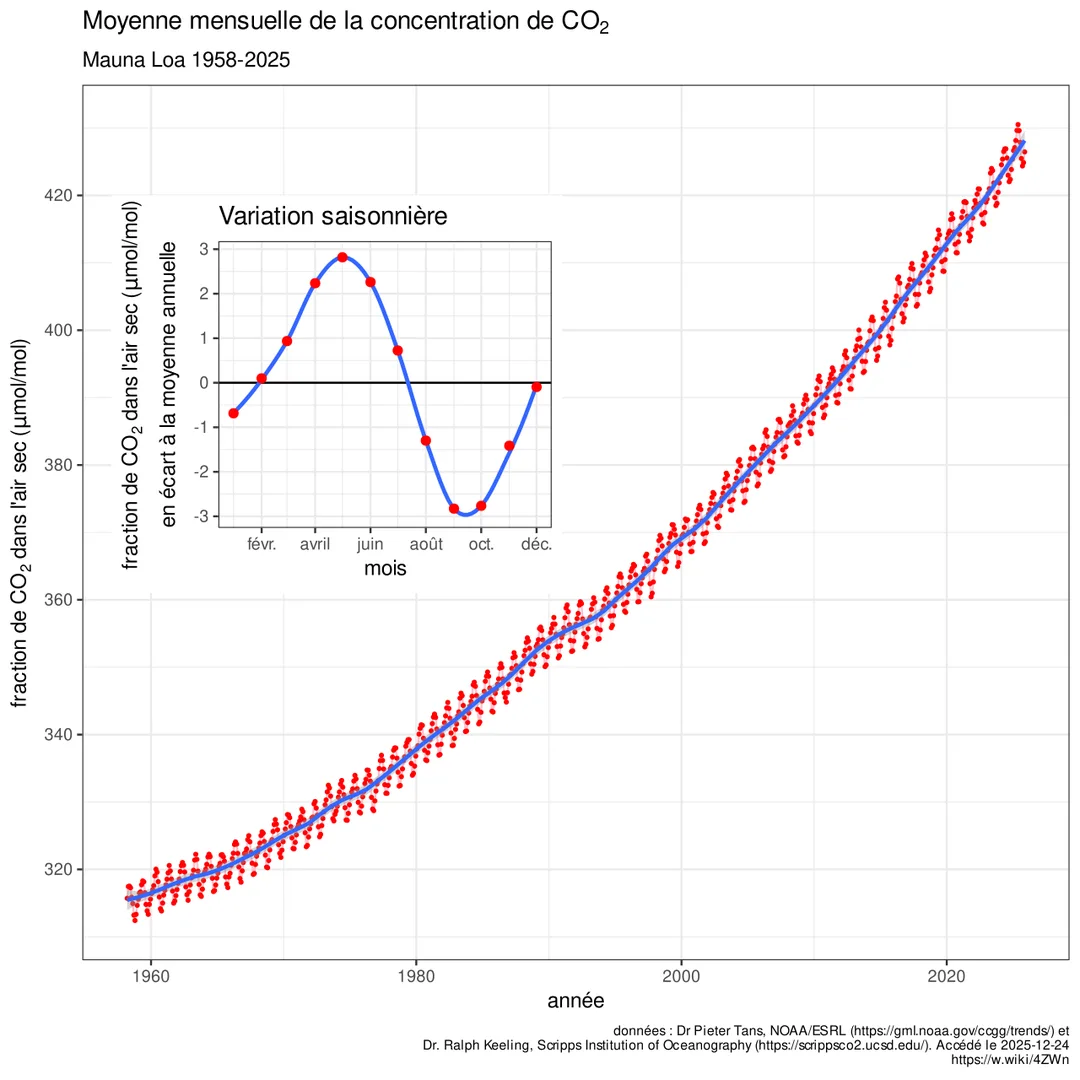 Moyenne mensuelle de la concentration de CO₂
Mauna Loa 1958-2025
fraction de CO₂ dans l'air sec (µmol/mol)
420
400
380
360
340
320
1960
1980
2000
2020
année
Variation saisonnière
fraction de CO₂ dans l'air sec (µmol/mol)
en écart à la moyenne annuelle
3
2
1
0
-1
-2
-3
févr.
avril
juin
août
oct.
déc.
mois
données : Dr Pieter Tans, NOAA/ESRL (https://gml.noaa.gov/ccgg/trends/) et
Dr. Ralph Keeling, Scripps Institution of Oceanography (https://scrippsco2.ucsd.edu/). Accédé le 2025-12-24
https://w.wiki/4ZWn